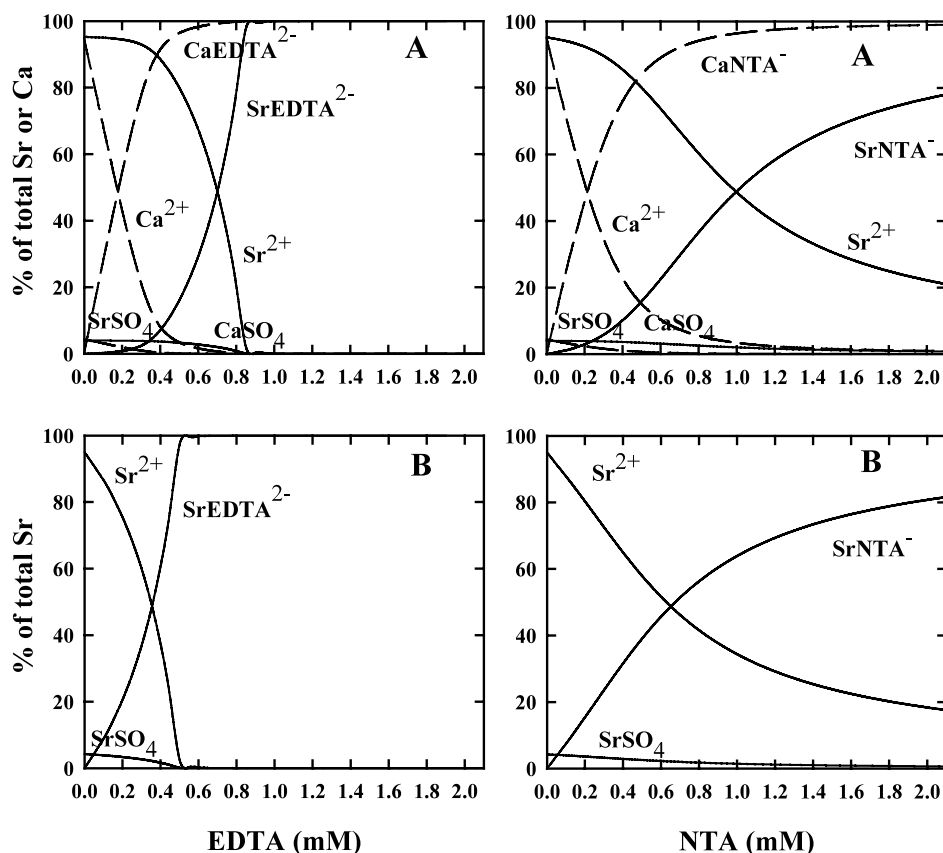 % of total Sr or Ca
100
80
60
40
20
0
A
CaEDTA2-
SrEDTA2-
Ca2+
Sr2+
SrSO4
CaSO4
0.0 0.2 0.4 0.6 0.8 1.0 1.2 1.4 1.6 1.8 2.0
100
80
60
40
20
0
A
CaNTA-
SrNTA-
Ca2+
Sr2+
SrSO4
CaSO4
0.0 0.2 0.4 0.6 0.8 1.0 1.2 1.4 1.6 1.8 2.0
% of total Sr
100
80
60
40
20
0
B
Sr2+
SrEDTA2-
SrSO4
0.0 0.2 0.4 0.6 0.8 1.0 1.2 1.4 1.6 1.8 2.0
EDTA (mM)
100
80
60
40
20
0
B
Sr2+
SrNTA-
SrSO4
0.0 0.2 0.4 0.6 0.8 1.0 1.2 1.4 1.6 1.8 2.0
NTA (mM)